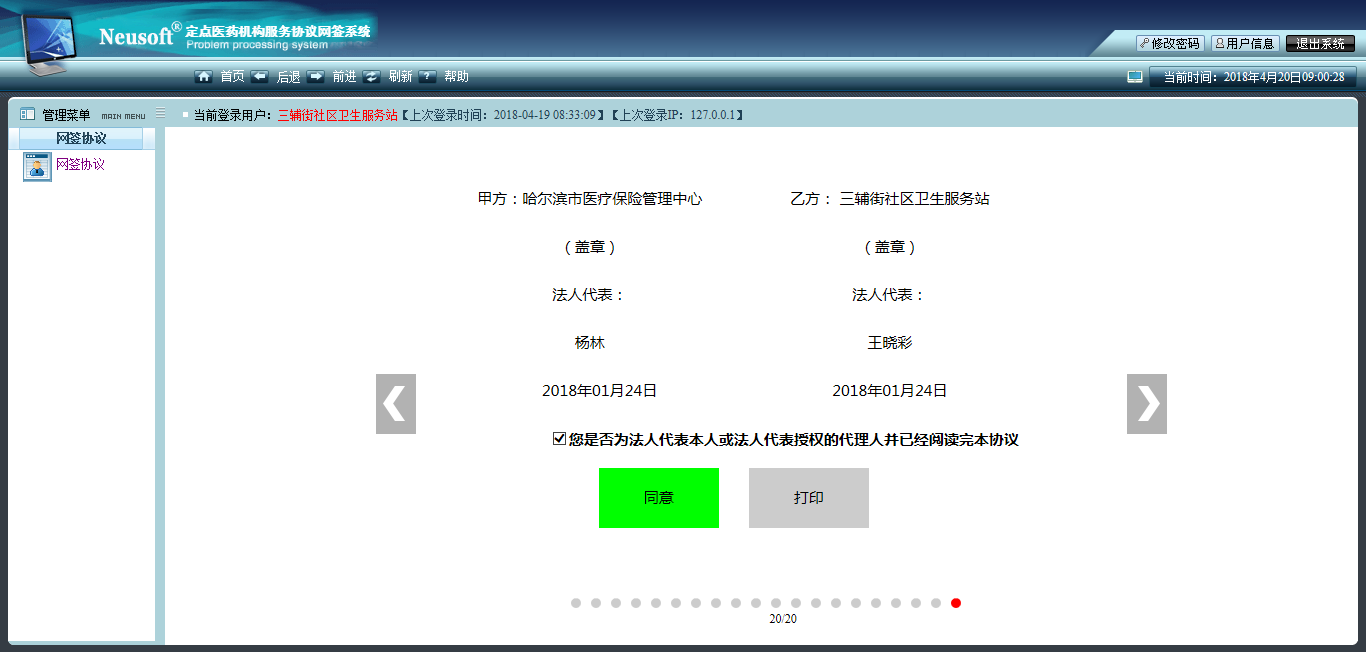 Neusoft® 定点医药机构服务协议网签系统
Problem processing system
修改密码 用户信息 退出系统
首页 后退 前进 刷新 ? 帮助
当前时间：2018年4月20日09:00:28
管理菜单 MAIN MENU
当前登录用户：三辅街社区卫生服务站【上次登录时间：2018-04-19 08:33:09】【上次登录IP：127.0.0.1】
网签协议
网签协议
甲方：哈尔滨市医疗保险管理中心 乙方： 三辅街社区卫生服务站
（盖章） （盖章）
法人代表： 法人代表：
杨林 王晓彩
2018年01月24日 2018年01月24日
您是否为法人代表本人或法人代表授权的代理人并已经阅读完本协议
同意 打印
20/20